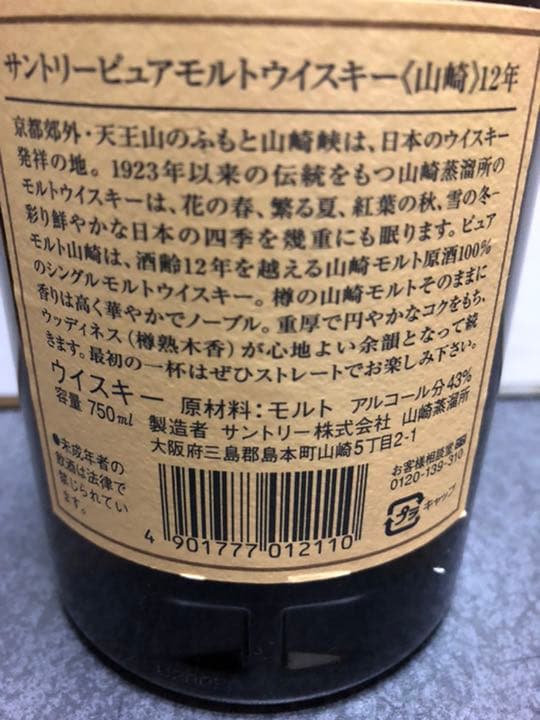 サントリーピュアモルトウイスキー《山崎》12年
京都郊外・天王山のふもと山崎峡は、日本のウイスキー
発祥の地。1923年以来の伝統をもつ山崎蒸溜所の
モルトウイスキーは、花の春、繁る夏、紅葉の秋、雪の冬―
彩り鮮やかな日本の四季を幾重にも眠ります。ピュア
モルト山崎は、酒齢12年を越える山崎モルト原酒100%
のシングルモルトウイスキー。樽の山崎モルトそのままに
香りは高く華やかでノーブル。重厚で円やかなコクをもち、
ウッディネス(樽熟木香)が心地よい余韻となって続
きます。最初の一杯はぜひストレートでお楽しみ下さい。
ウイスキー 原材料:モルト アルコール分43%
容量 750ml 製造者 サントリー株式会社 山崎蒸溜所
大阪府三島郡島本町山崎5丁目2-1
●未成年者の
飲酒は法律で
禁じられてい
ます。
お客様相談室
0120-139-310
プラ キャップ
4 901777 012110